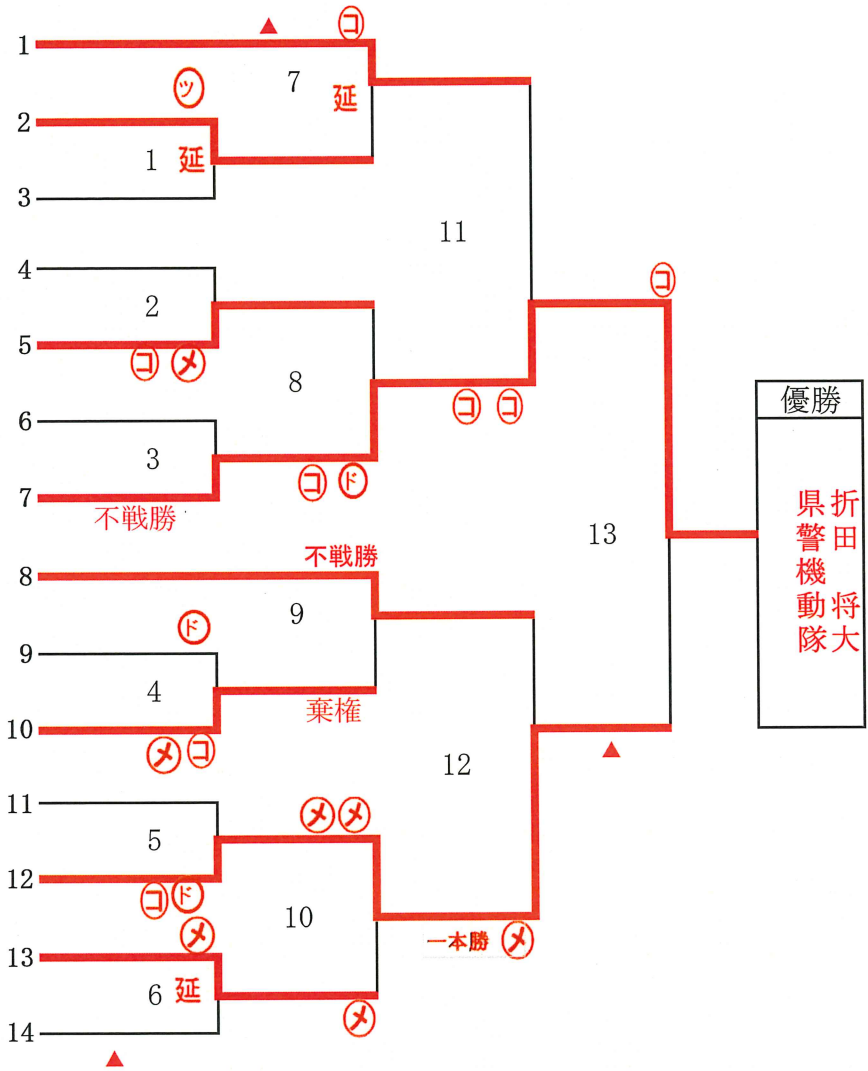 ▲ コ
1
7
ツ
延
2
1 延
3
11
4
コ
2
5
コ メ
8
優勝
6
コ コ
3
コ ド
7
不戦勝
折田 将大
県警機動隊
13
不戦勝
8
9
ド
9
4
棄権
10
メ コ
▲
12
11
メ メ
5
12
コ ド
10
メ
一本勝 メ
13
6 延
メ
14
▲